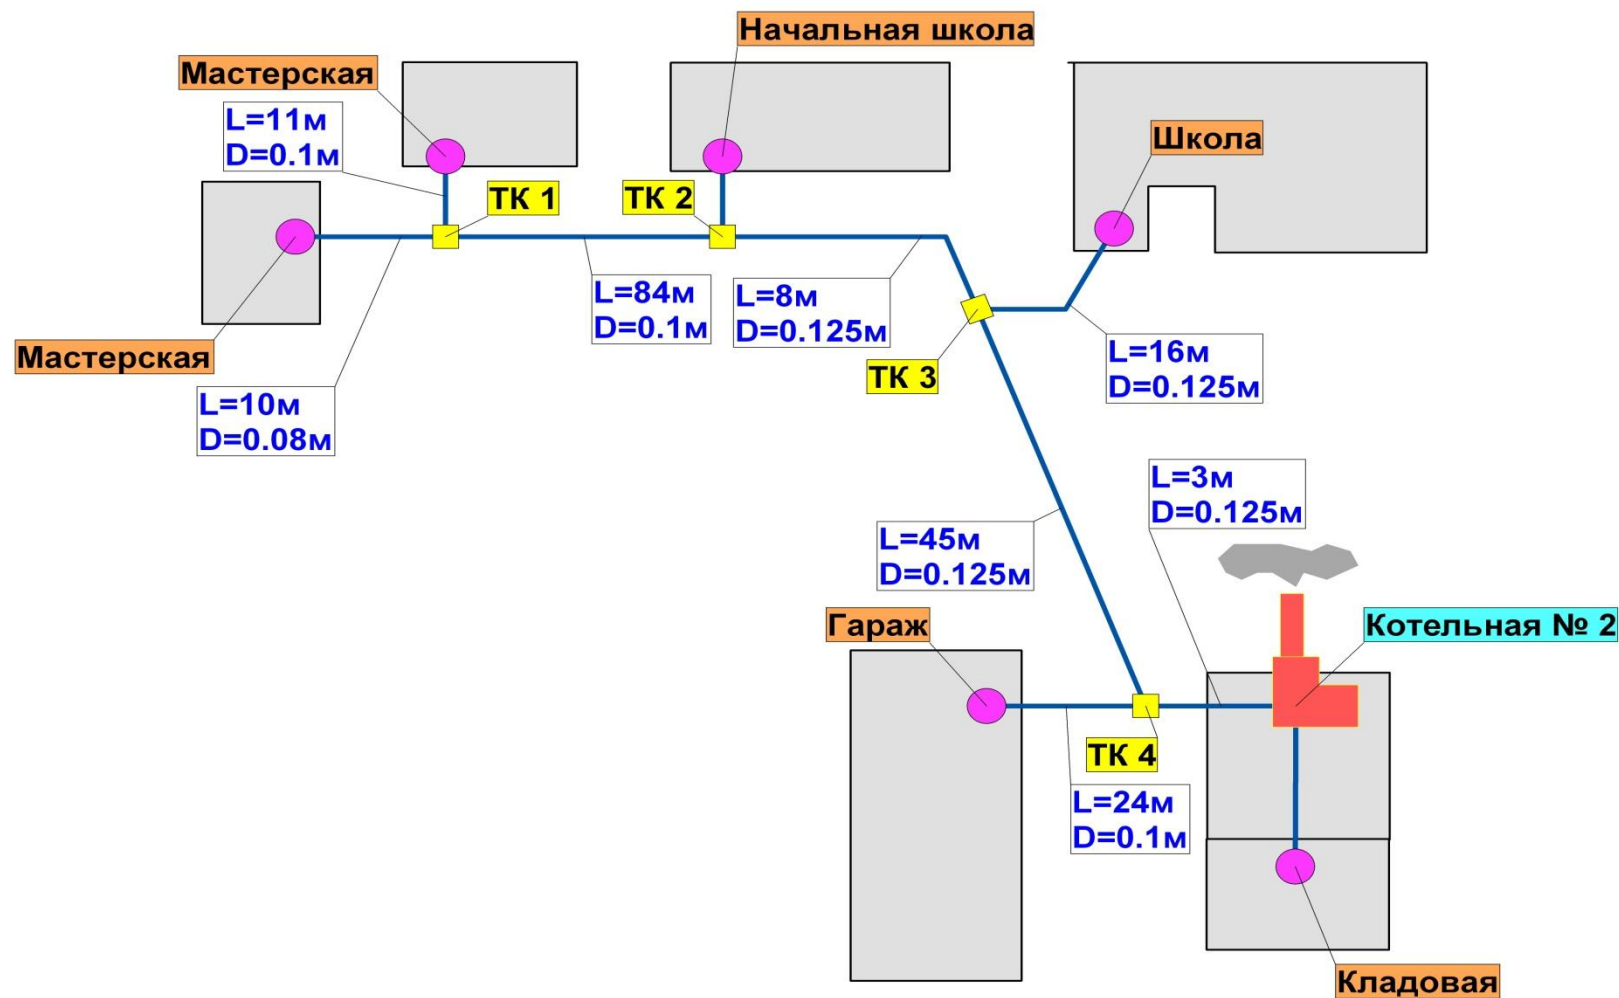 Начальная школа
Мастерская
L=11м
D=0.1м
Школа
ТК 1
ТК 2
L=84м
D=0.1м
L=8м
D=0.125м
Мастерская
ТК 3
L=16м
D=0.125м
L=10м
D=0.08м
L=3м
D=0.125м
L=45м
D=0.125м
Гараж
Котельная № 2
ТК 4
L=24м
D=0.1м
Кладовая